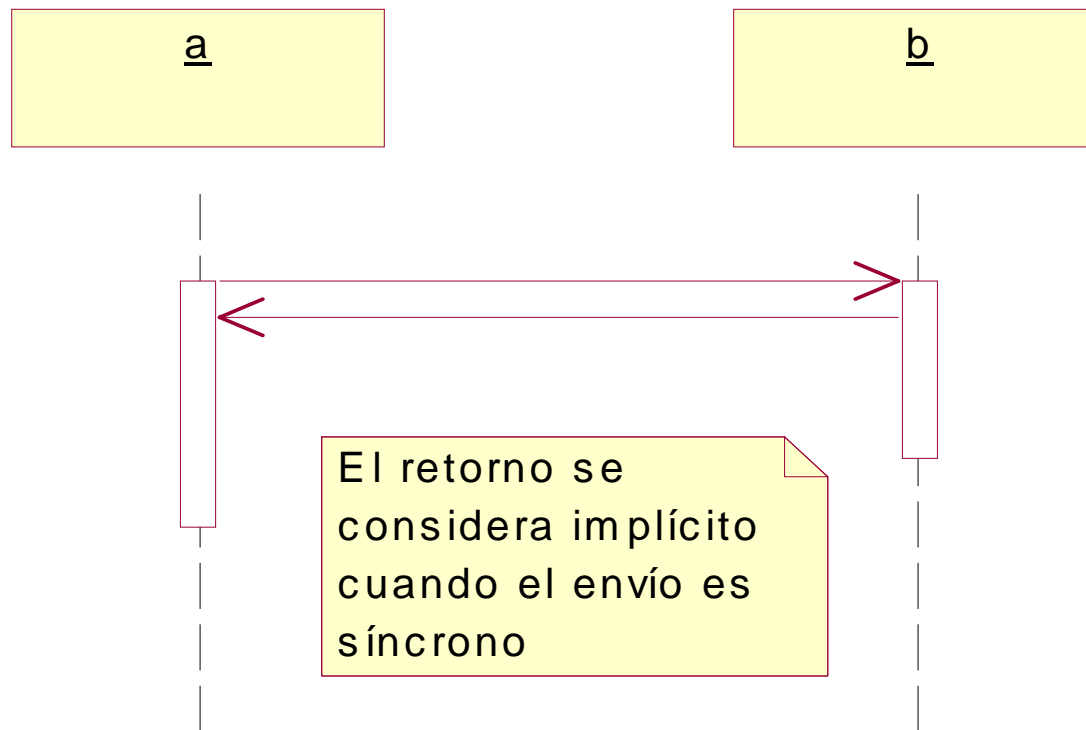 a
b
El retorno se
considera implícito
cuando el envío es
síncrono